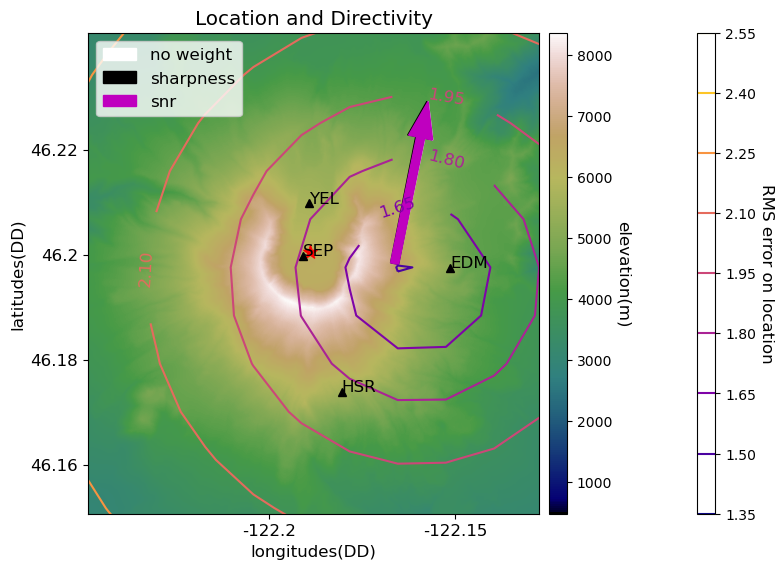 Location and Directivity
no weight
sharpness
snr
1.95
1.80
1.65
2.10
YEL
SEP
EDM
HSR
46.22
46.2
46.18
46.16
latitudes(DD)
-122.2
-122.15
longitudes(DD)
8000
7000
6000
5000
4000
3000
2000
1000
elevation(m)
2.55
2.40
2.25
2.10
1.95
1.80
1.65
1.50
1.35
RMS error on location